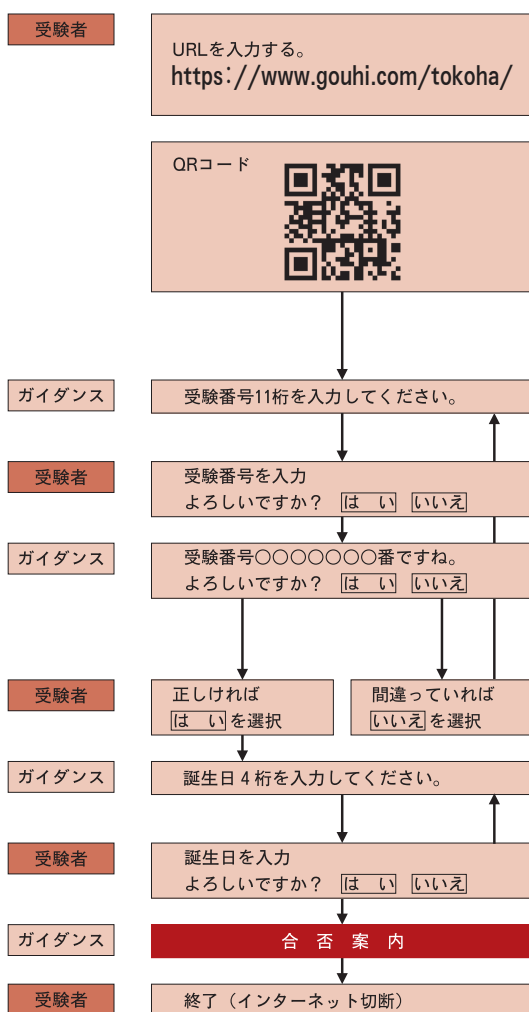 受験者
URLを入力する。
https://www.gouhi.com/tokoha/
QRコード
ガイダンス
受験番号11桁を入力してください。
受験者
受験番号を入力
よろしいですか? はい いいえ
ガイダンス
受験番号○○○○○○○番ですね。
よろしいですか? はい いいえ
受験者
正しければ
はい を選択
間違っていれば
いいえ を選択
ガイダンス
誕生日4桁を入力してください。
受験者
誕生日を入力
よろしいですか? はい いいえ
ガイダンス
合否案内
受験者
終了(インターネット切断)